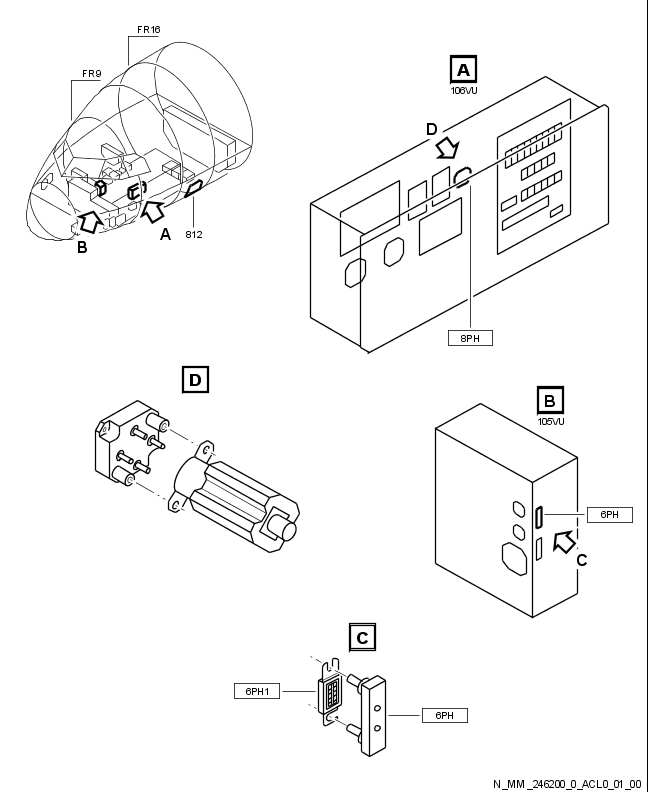 FR16
FR9
B
A
812
A
106VU
D
8PH
D
B
105VU
6PH
C
C
6PH1
6PH
N_MM_246200_0_ACL0_01_00